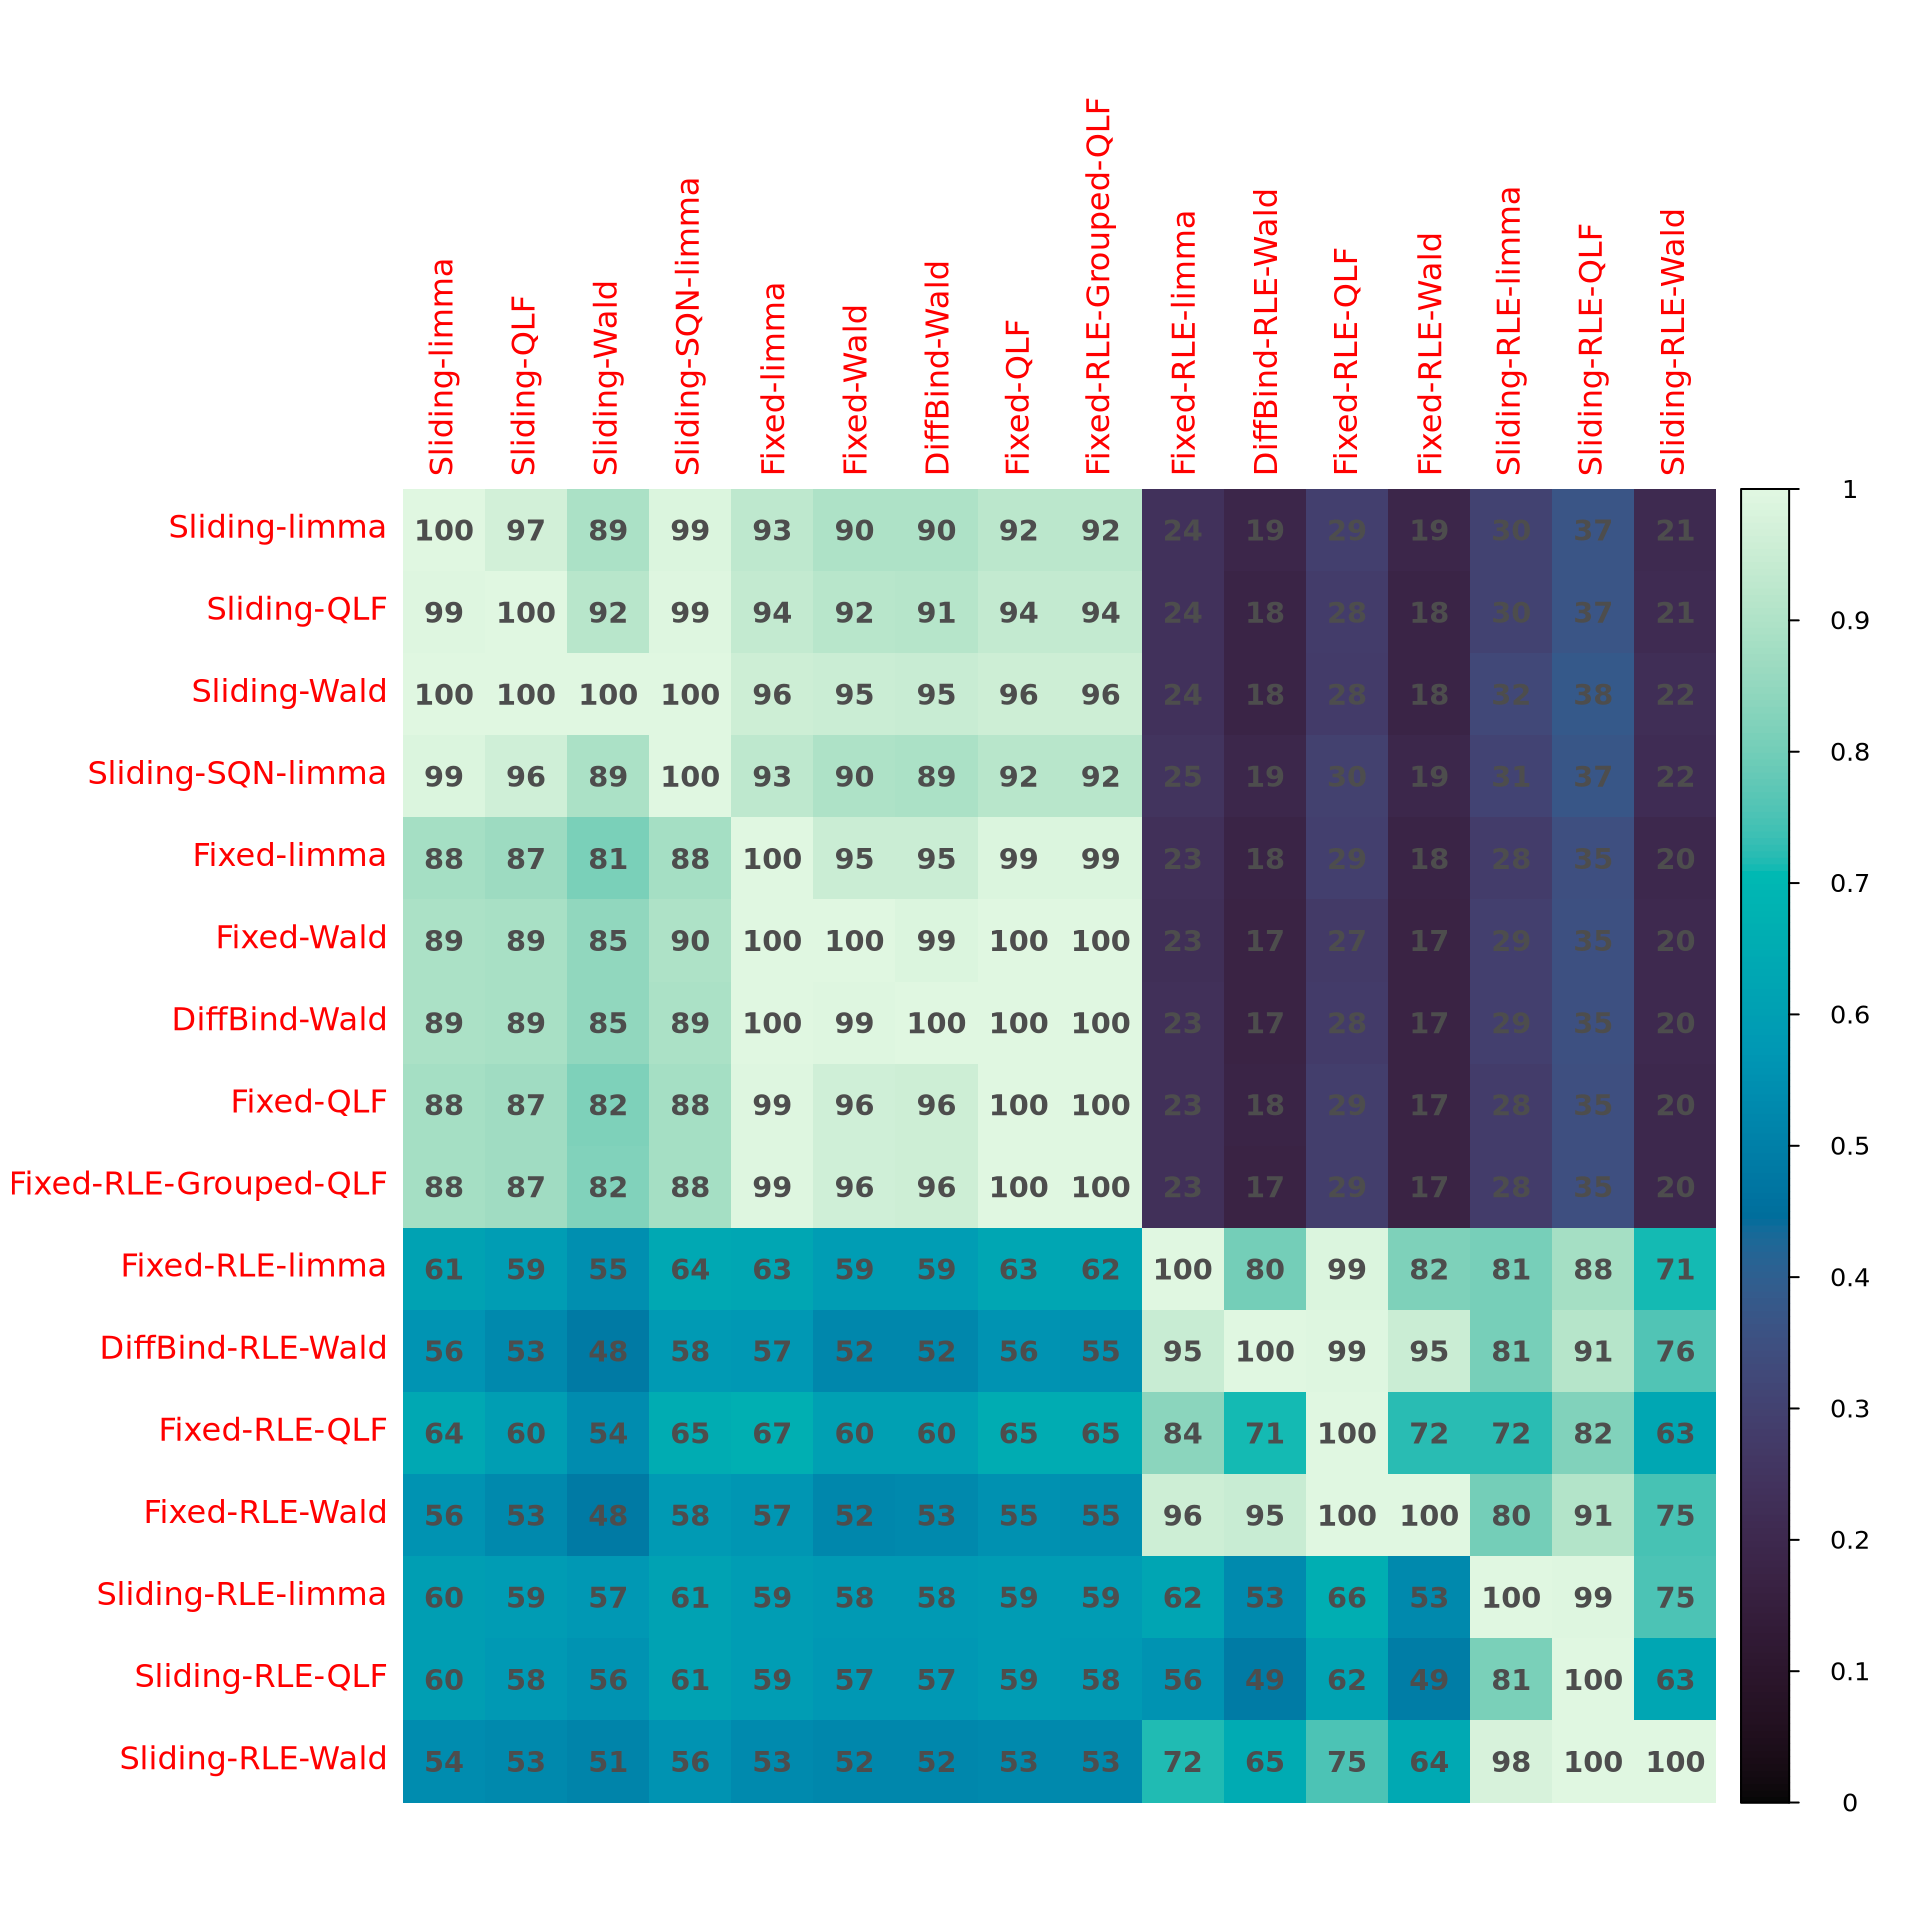 Sliding-limma Sliding-QLF Sliding-Wald Sliding-SQN-limma Fixed-limma Fixed-Wald DiffBind-Wald Fixed-QLF Fixed-RLE-Grouped-QLF Fixed-RLE-limma DiffBind-RLE-Wald Fixed-RLE-QLF Fixed-RLE-Wald Sliding-RLE-limma Sliding-RLE-QLF Sliding-RLE-Wald
Sliding-limma 100 97 89 99 93 90 90 92 92 24 19 29 19 30 37 21
Sliding-QLF 99 100 92 99 94 92 91 94 94 24 18 28 18 30 37 21
Sliding-Wald 100 100 100 100 96 95 95 96 96 24 18 28 18 32 38 22
Sliding-SQN-limma 99 96 89 100 93 90 89 92 92 25 19 30 19 31 37 22
Fixed-limma 88 87 81 88 100 95 95 99 99 23 18 29 18 28 35 20
Fixed-Wald 89 89 85 90 100 100 99 100 100 23 17 27 17 29 35 20
DiffBind-Wald 89 89 85 89 100 99 100 100 100 23 17 28 17 29 35 20
Fixed-QLF 88 87 82 88 99 96 96 100 100 23 18 29 17 28 35 20
Fixed-RLE-Grouped-QLF 88 87 82 88 99 96 96 100 100 23 17 29 17 28 35 20
Fixed-RLE-limma 61 59 55 64 63 59 59 63 62 100 80 99 82 81 88 71
DiffBind-RLE-Wald 56 53 48 58 57 52 52 56 55 95 100 99 95 81 91 76
Fixed-RLE-QLF 64 60 54 65 67 60 60 65 65 84 71 100 72 72 82 63
Fixed-RLE-Wald 56 53 48 58 57 52 53 55 55 96 95 100 100 80 91 75
Sliding-RLE-limma 60 59 57 61 59 58 58 59 59 62 53 66 53 100 99 75
Sliding-RLE-QLF 60 58 56 61 59 57 57 59 58 56 49 62 49 81 100 63
Sliding-RLE-Wald 54 53 51 56 53 52 52 53 53 72 65 75 64 98 100 100
1
0.9
0.8
0.7
0.6
0.5
0.4
0.3
0.2
0.1
0